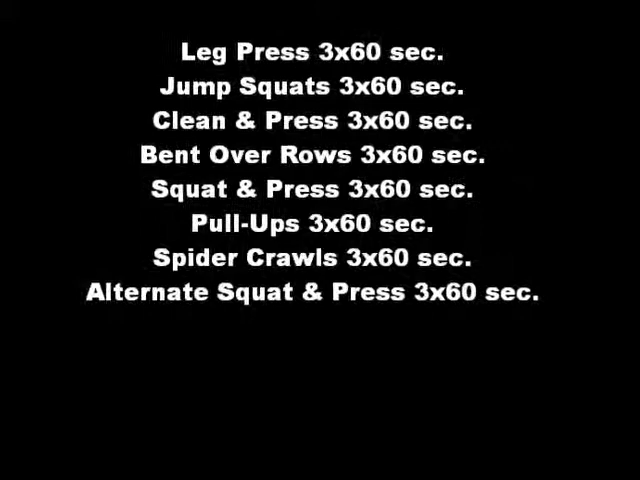 Leg Press 3x60 sec.
Jump Squats 3x60 sec.
Clean & Press 3x60 sec.
Bent Over Rows 3x60 sec.
Squat & Press 3x60 sec.
Pull-Ups 3x60 sec.
Spider Crawls 3x60 sec.
Alternate Squat & Press 3x60 sec.